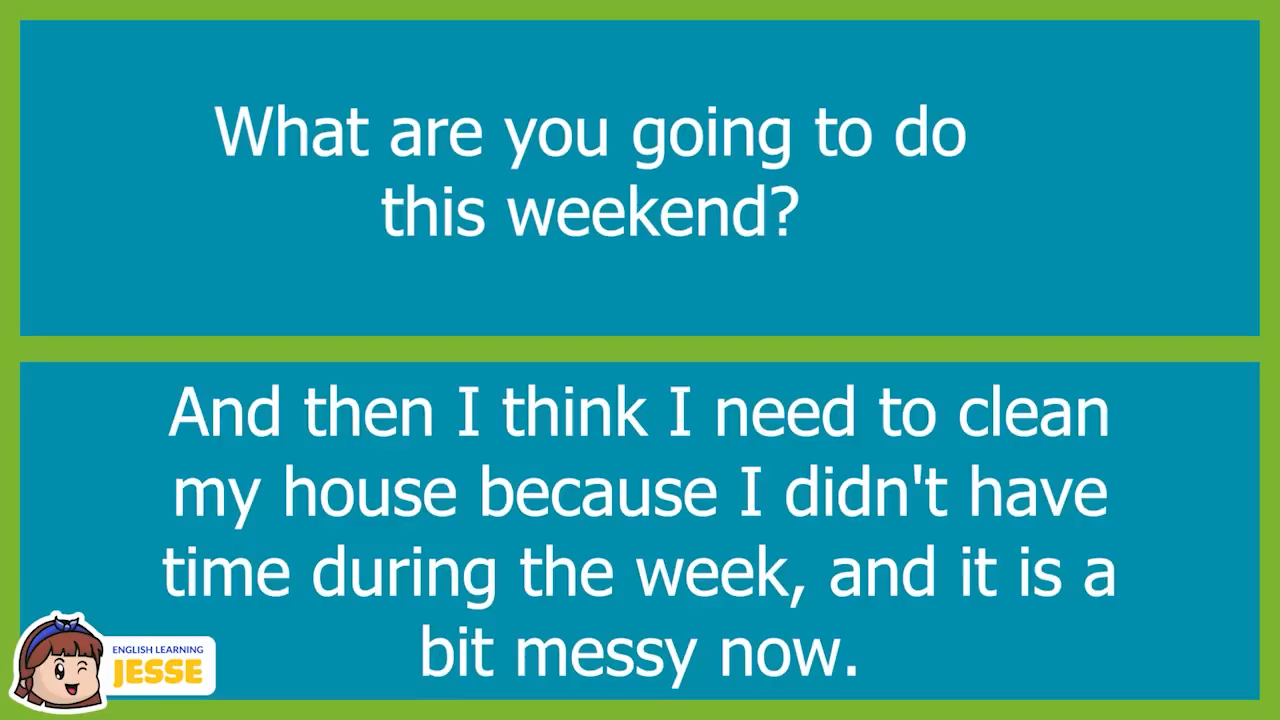 What are you going to do
this weekend?
And then I think I need to clean
my house because I didn't have
time during the week, and it is a
bit messy now.
ENGLISH LEARNING
JESSE